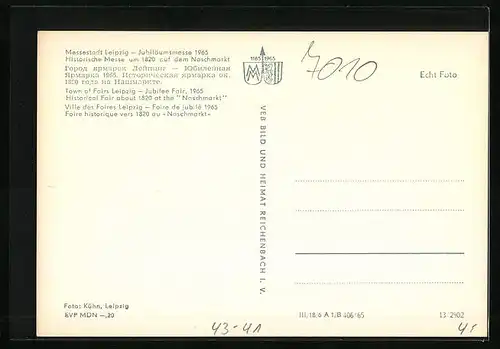 Messestadt Leipzig – Jubiläumsmesse 1965
Historische Messe um 1820 auf dem Naschmarkt
Город ярмарок Лейпциг — Юбилейная
Ярмарка 1965. Историческая ярмарка ок.
1820 года на Нашмаркте.
Town of Fairs Leipzig – Jubilee Fair, 1965
Historical Fair about 1820 at the "Naschmarkt"
Ville des Foires Leipzig – Foire de jubilé 1965
Foire historique vers 1820 au «Naschmarkt»
1165 1965
MM
7010
Echt Foto
VEB BILD UND HEIMAT REICHENBACH I. V.
Foto: Kühn, Leipzig
EVP MDN –,20
III/18/6 A 1/B 406/65
13 2902
43-41
45